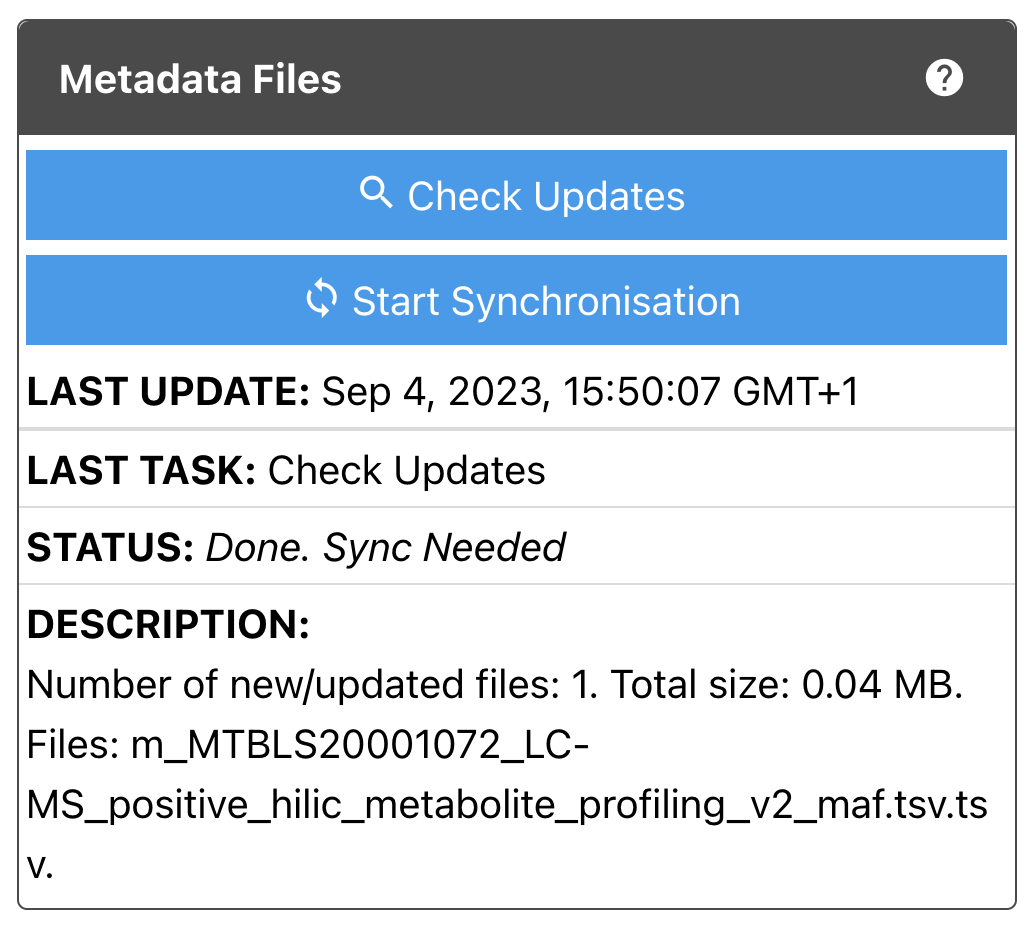 Metadata Files
Check Updates
Start Synchronisation
LAST UPDATE: Sep 4, 2023, 15:50:07 GMT+1
LAST TASK: Check Updates
STATUS: Done. Sync Needed
DESCRIPTION:
Number of new/updated files: 1. Total size: 0.04 MB.
Files: m_MTBLS20001072_LC-
MS_positive_hilic_metabolite_profiling_v2_maf.tsv.ts
v.